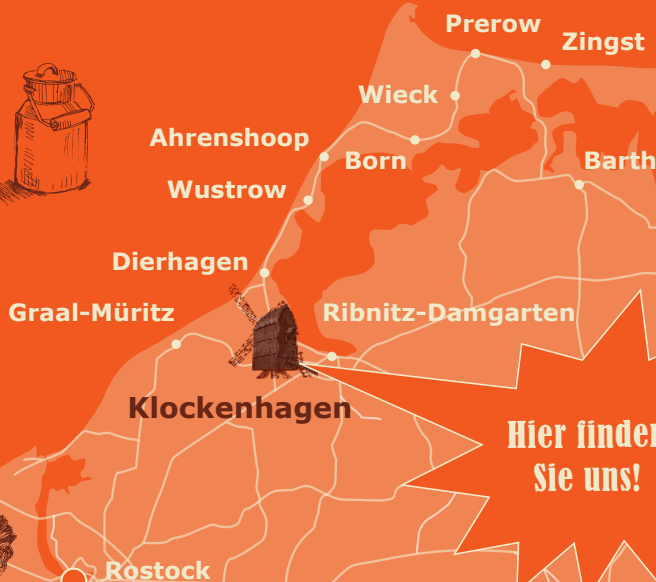 Prerow
Zingst
Wieck
Ahrenshoop
Born
Barth
Wustrow
Dierhagen
Graal-Müritz
Ribnitz-Damgarten
Klockenhagen
Hier finden
Sie uns!
Rostock